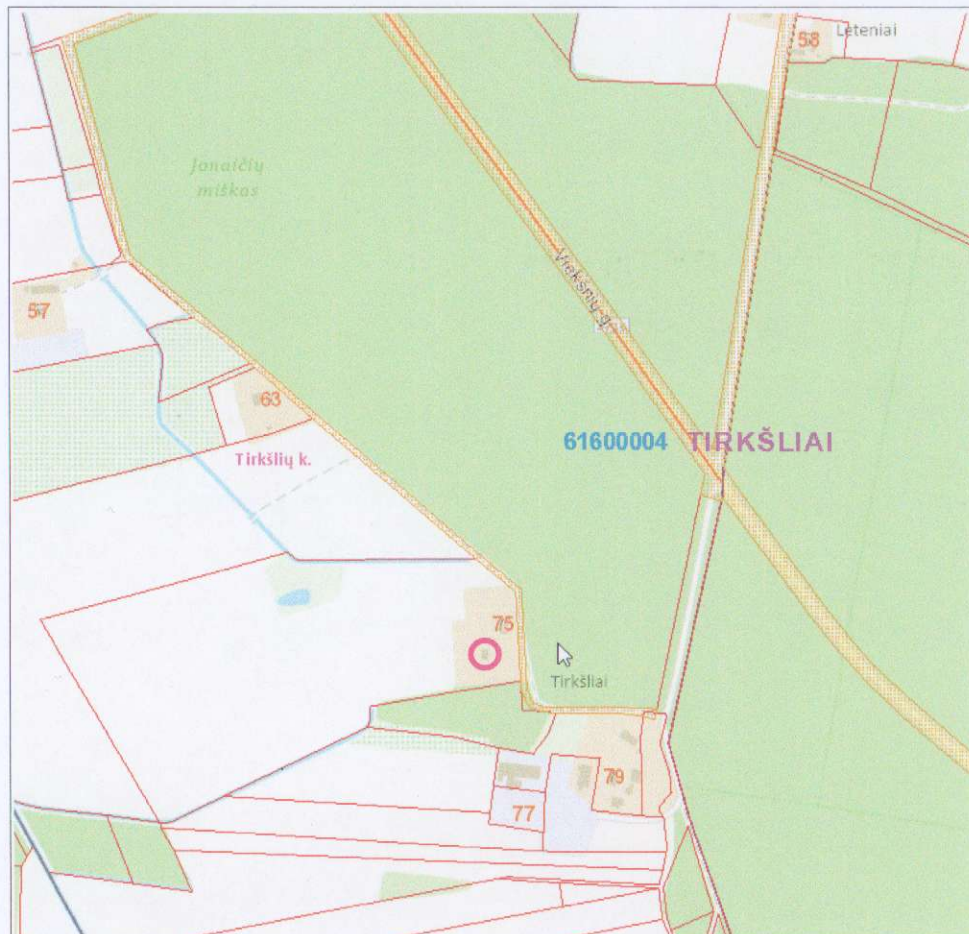 58
Leteniai
Jonaičių
miškas
Viekšnių g.
57
63
61600004 TIRKŠLIAI
Tirkšlių k.
75
Tirkšliai
79
77